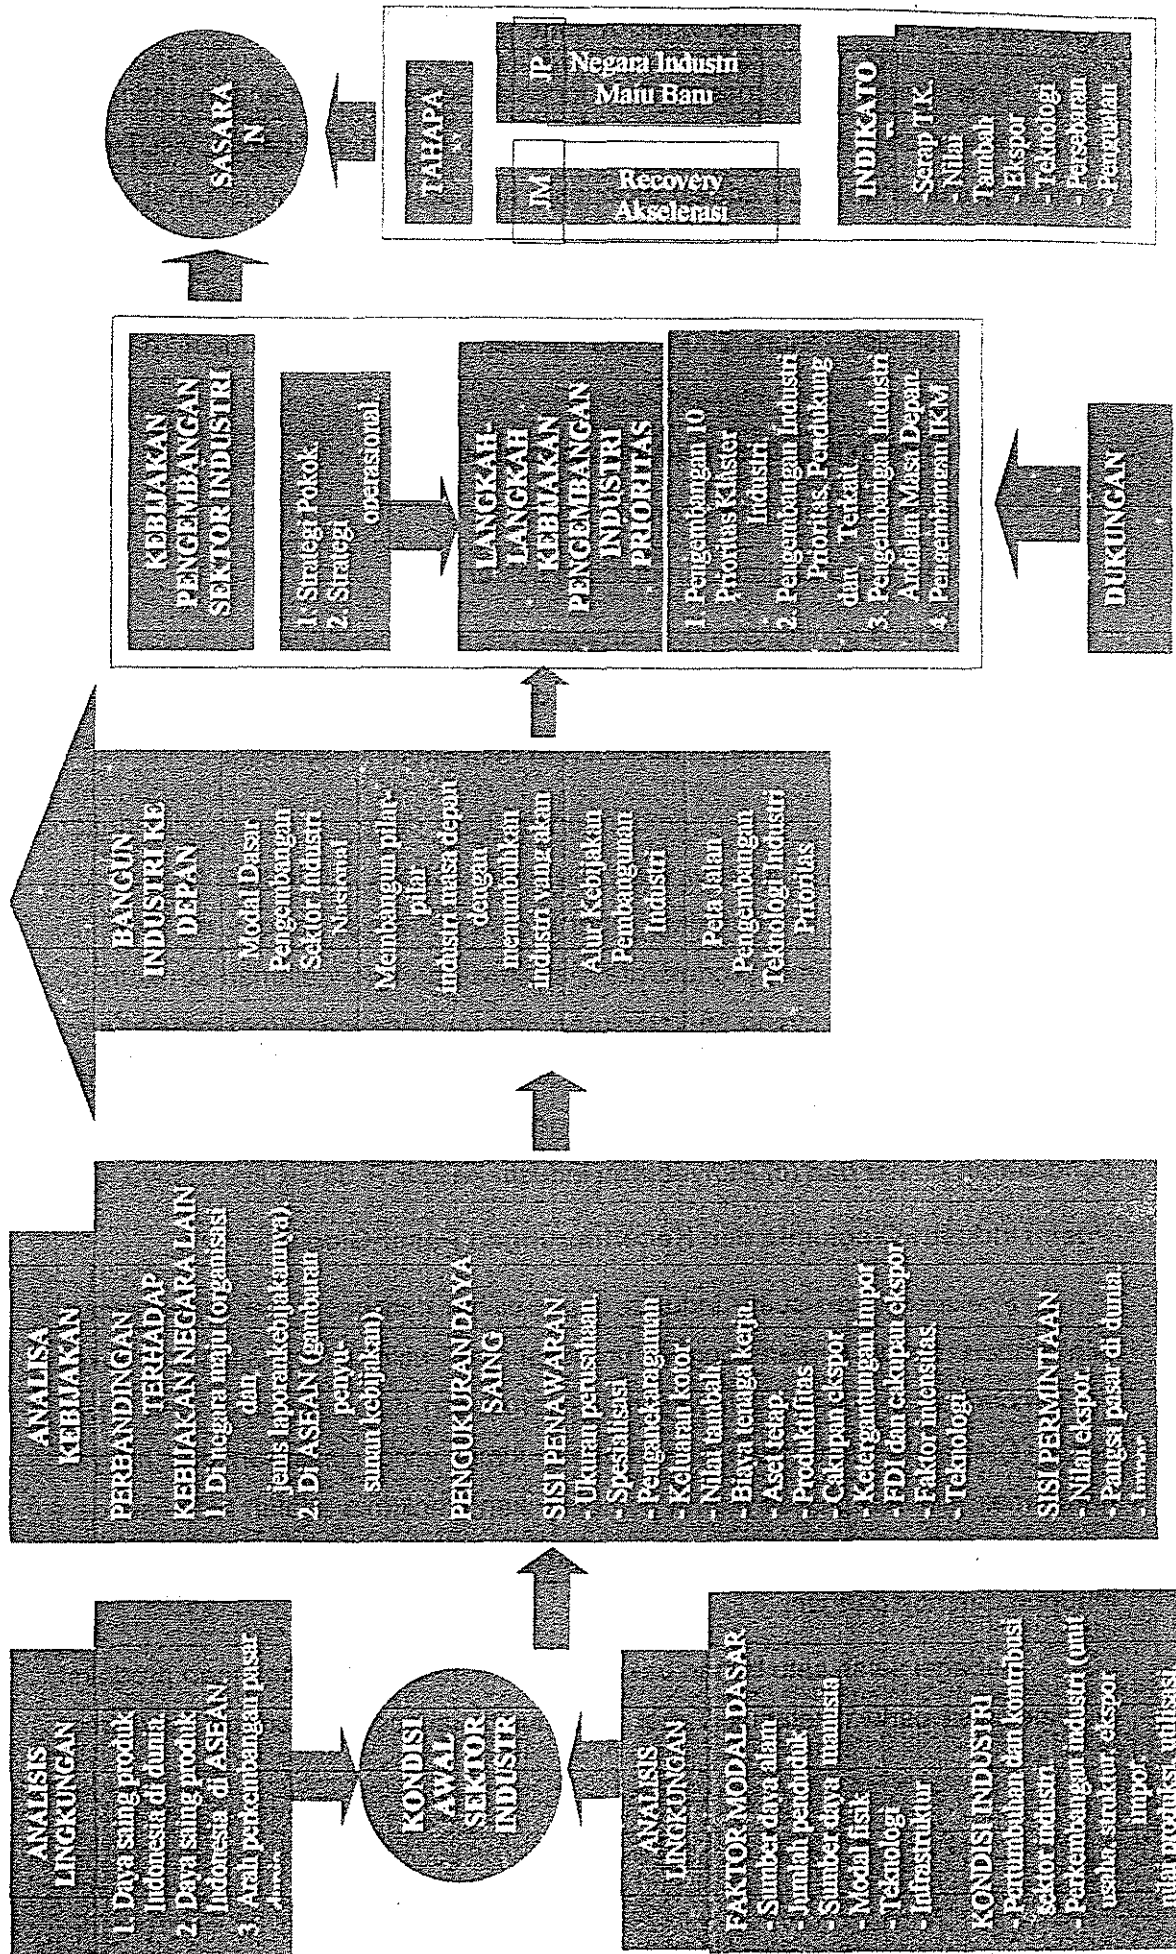 ANALISIS
LINGKUNGAN
1. Daya saing produk
Indonesia di dunia
2. Daya saing produk
Indonesia di ASEAN
3. Arah perkembangan pasar
KONDISI
AWAL
SEKTOR
INDUSTR
ANALISIS
LINGKUNGAN
FAKTOR MODAL DASAR
- Sumber daya alam
- Jumlah penduduk
- Sumber daya manusia
- Modal fisik
- Teknologi
- Infrastruktur
KONDISI INDUSTRI
- Pertumbuhan dan kontribusi
sektor industri.
- Perkembangan industri (unit
usaha struktur, ekspor
impor
ANALISA
KEBIJAKAN
PERBANDINGAN
TERHADAP
KEBIJAKAN NEGARA LAIN
1. Di negara maju (organisasi
dan
jenis laporan kebijakannya)
2. Di ASEAN (gambaran
penyu-
sunan kebijakan).
PENGUKURAN DAYA
SAING
SISI PENAWARAN
- Ukuran perusahaan.
- Spesialisasi
- Penganekaragaman
- Keluaran kotor.
- Nilai tambah.
- Biaya tenaga kerja.
- Aset tetap.
- Produktifitas
- Cakupan ekspor
- Ketergantungan Impor
- FDI dan cakupan ekspor
- Faktor intensitas.
- Teknologi
SISI PERMINTAAN
- Nilai ekspor.
- Pangsa pasar di dunia.
BANGUN
INDUSTRI KE
DEPAN
Modal Dasar
Pengembangan
Sektor Industri
Nasional
Membangun pilar-
pilar
industri masa depan
dengan
menumbuhkan
industri yang akan
Alur Kebijakan
Pembangunan
Industri
Peta Jalan
Pengembangan
Teknologi Industri
Prioritas
KEBIJAKAN
PENGEMBANGAN
SEKTOR INDUSTRI
1. Strategi Pokok
2. Strategi
operasional
LANGKAH-
LANGKAH
KEBIJAKAN
PENGEMBANGAN
INDUSTRI
PRIORITAS
1. Pengembangan 10
Prioritas Klaster
Industri
2. Pengembangan Industri
Prioritas, Pendukung
dan Terkait
3. Pengembangan Industri
Andalan Masa Depan.
4. Pengembangan IKM
DUKUNGAN
SASARA
N
TAHAPA
JM
Recovery
Akselerasi
JP
Negara Industri
Maju Baru
INDIKATO
- Serap T.K.
- Nilai
Tambah
- Ekspor
- Teknologi
- Persebaran
- Penguatan